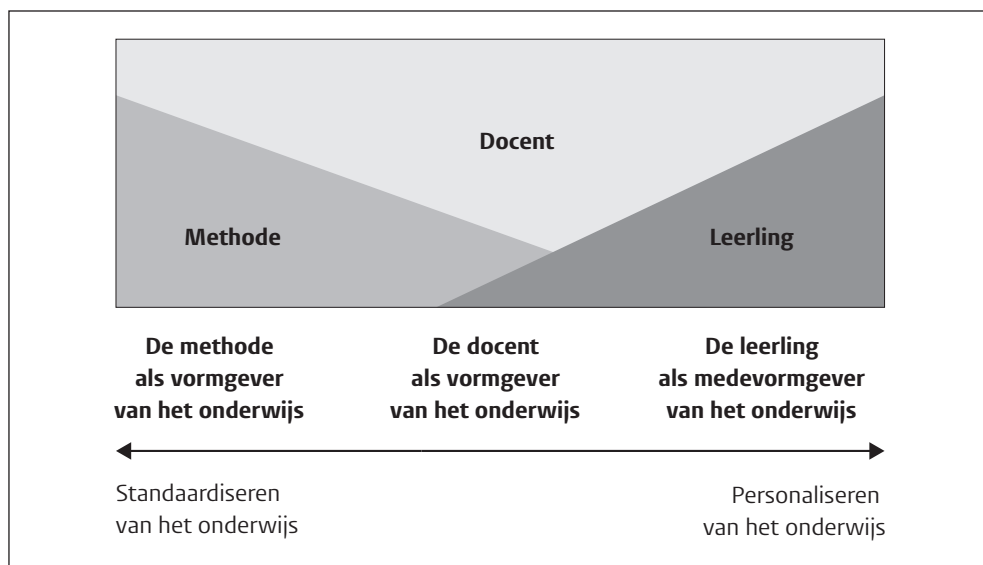 Docent
Methode
Leerling
De methode
als vormgever
van het onderwijs
De docent
als vormgever
van het onderwijs
De leerling
als medevormgever
van het onderwijs
Standaardiseren
van het onderwijs
Personaliseren
van het onderwijs